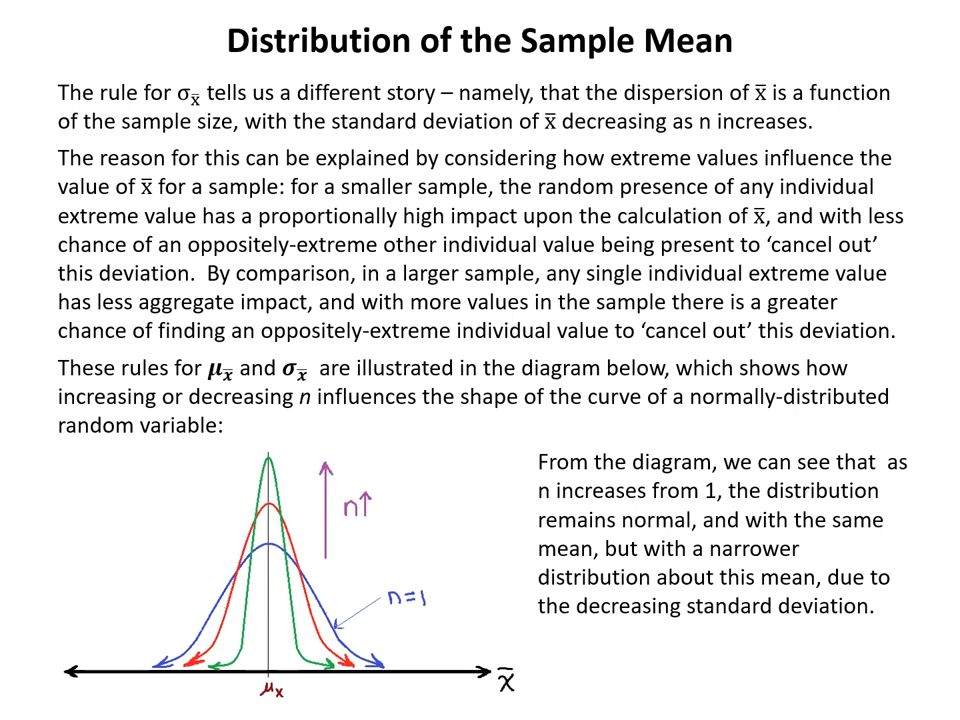 Distribution of the Sample Mean
The rule for σx̅ tells us a different story – namely, that the dispersion of x̅ is a function
of the sample size, with the standard deviation of x̅ decreasing as n increases.
The reason for this can be explained by considering how extreme values influence the
value of x̅ for a sample: for a smaller sample, the random presence of any individual
extreme value has a proportionally high impact upon the calculation of x̅, and with less
chance of an oppositely-extreme other individual value being present to ‘cancel out’
this deviation.  By comparison, in a larger sample, any single individual extreme value
has less aggregate impact, and with more values in the sample there is a greater
chance of finding an oppositely-extreme individual value to ‘cancel out’ this deviation.
These rules for μx̅ and σx̅ are illustrated in the diagram below, which shows how
increasing or decreasing n influences the shape of the curve of a normally-distributed
random variable:
From the diagram, we can see that as
n increases from 1, the distribution
remains normal, and with the same
mean, but with a narrower
distribution about this mean, due to
the decreasing standard deviation.
n↑
n=1
x̅
μx